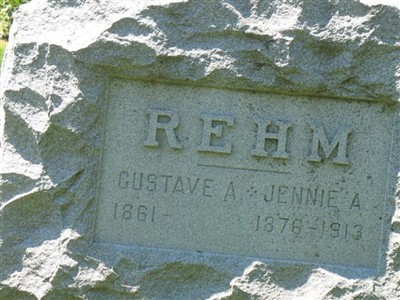 REHM
GUSTAVE A. JENNIE A
1861- 1878-1913